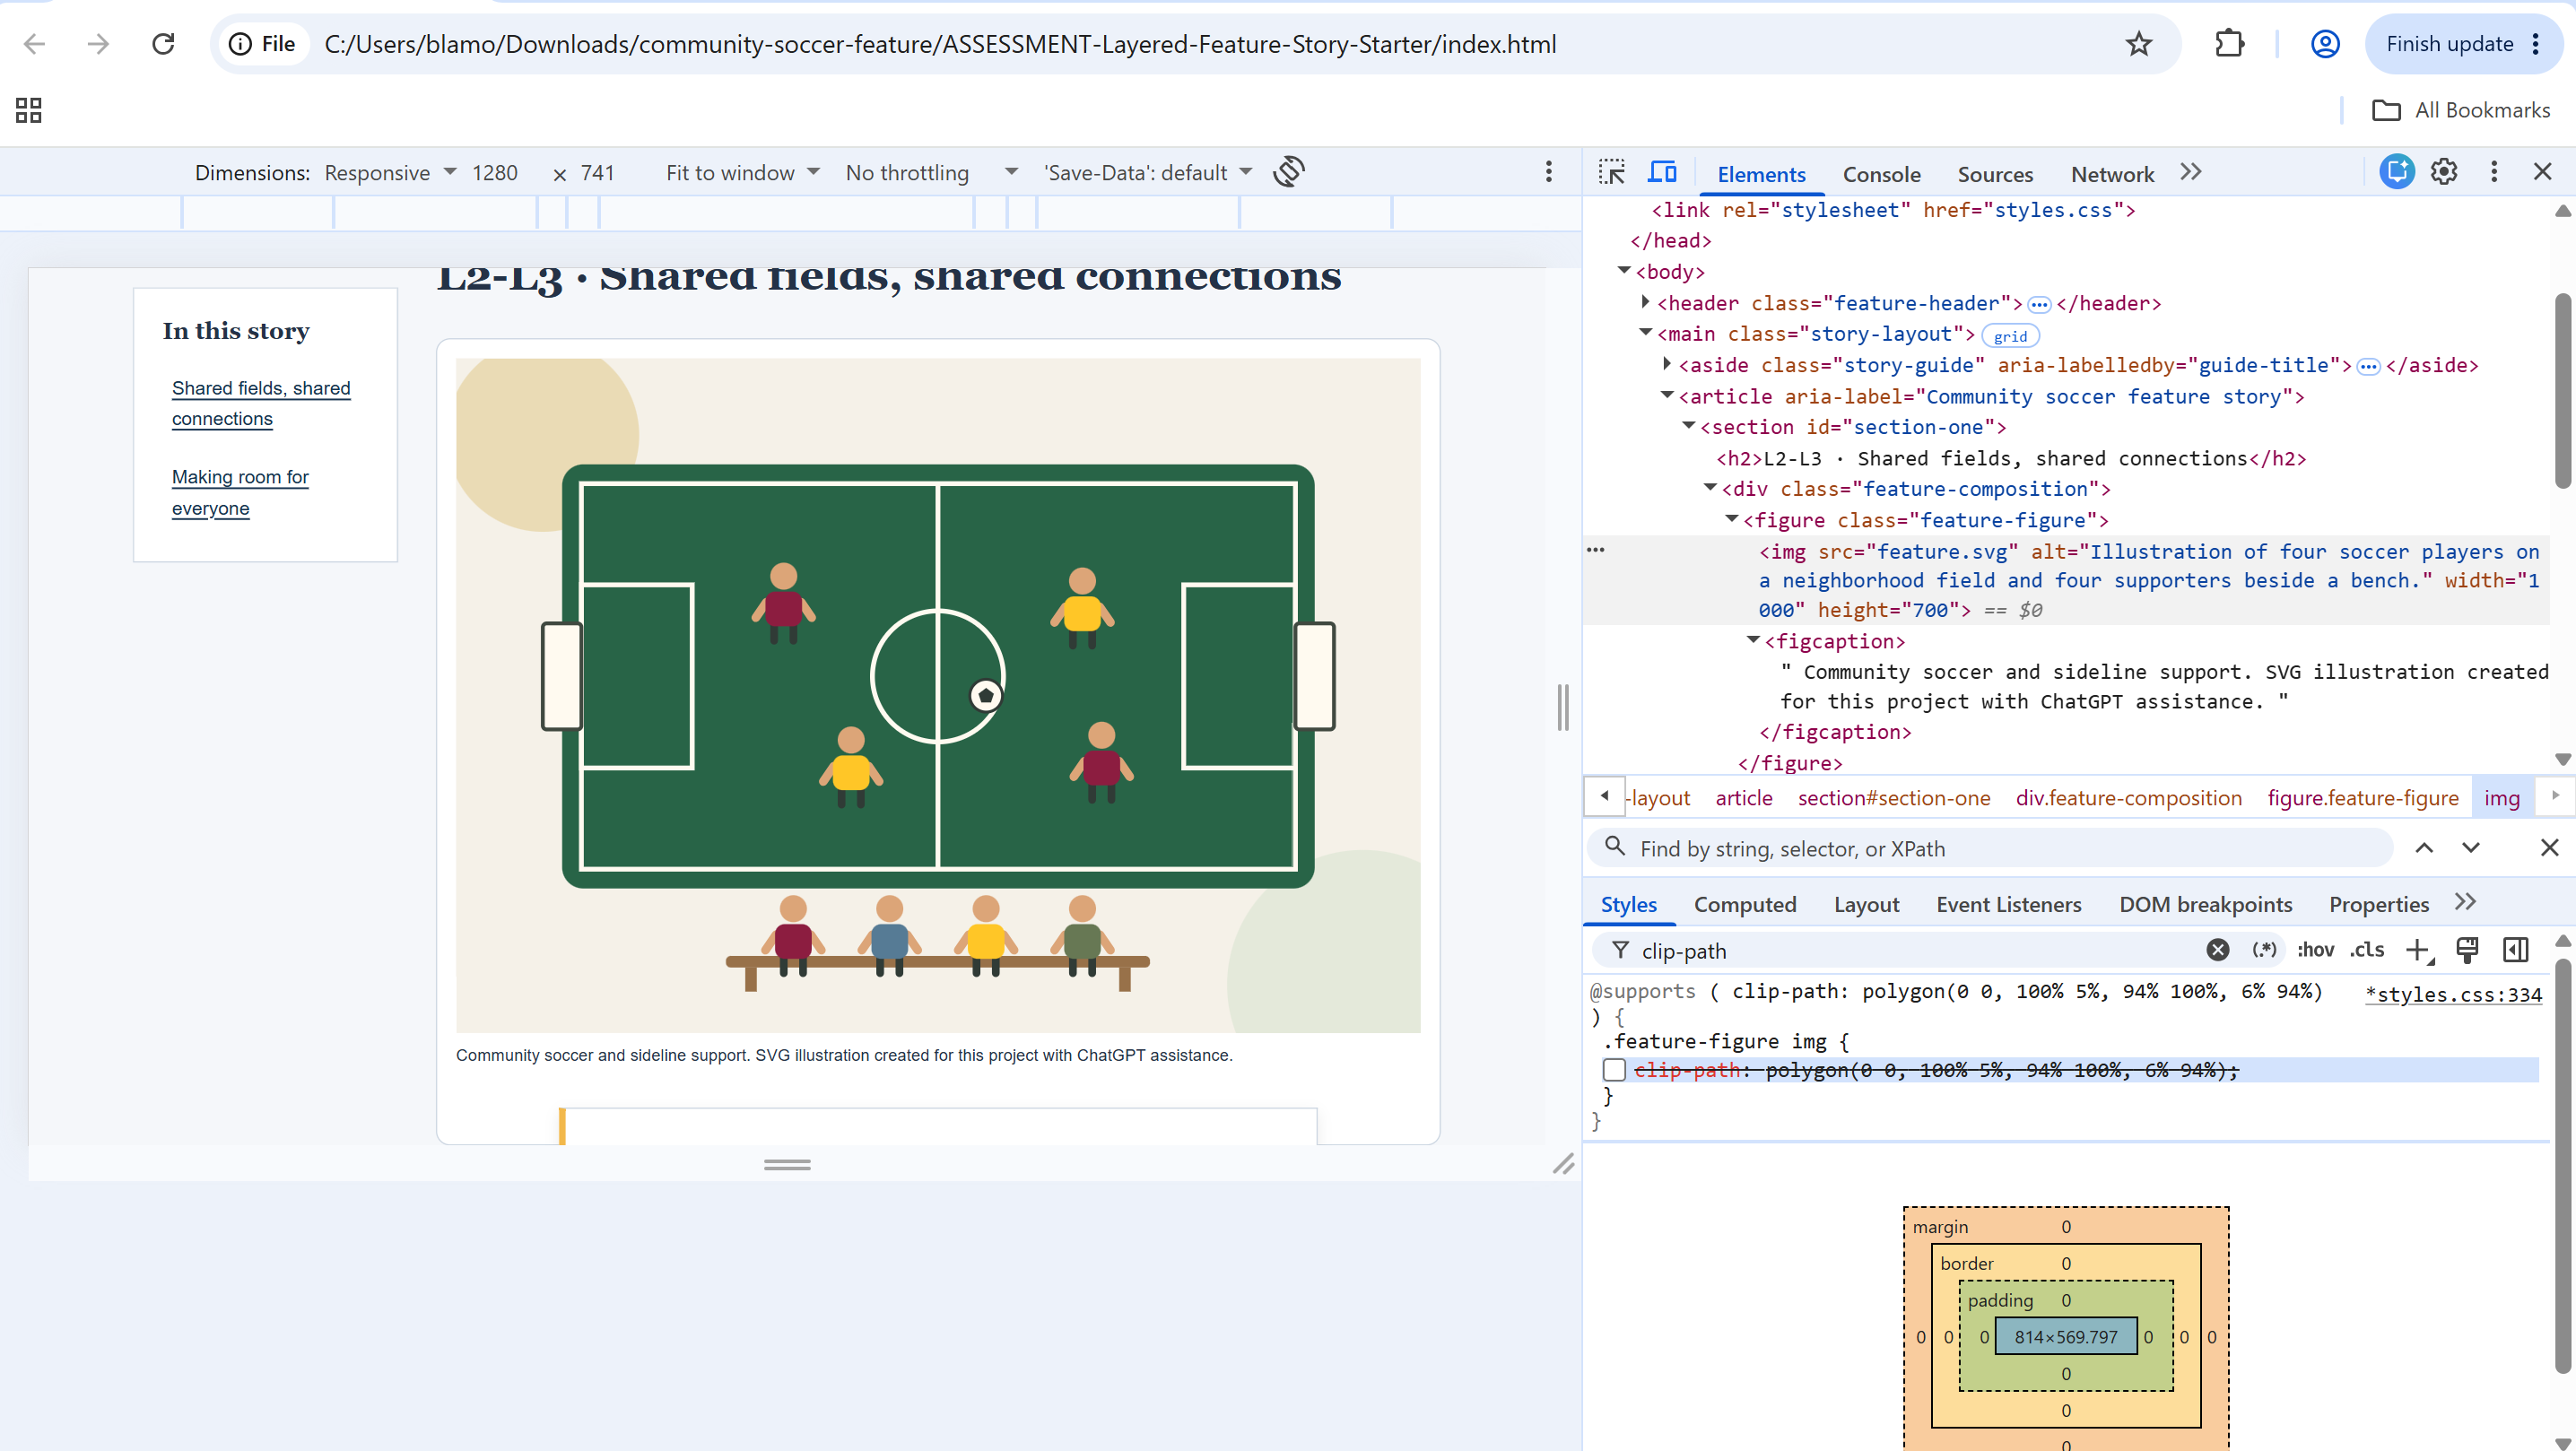 File C:/Users/blamo/Downloads/community-soccer-feature/ASSESSMENT-Layered-Feature-Story-Starter/index.html Finish update
All Bookmarks
Dimensions: Responsive 1280 × 741 Fit to window No throttling 'Save-Data': default
L2-L3 · Shared fields, shared connections
In this story
Shared fields, shared
connections
Making room for
everyone
Community soccer and sideline support. SVG illustration created for this project with ChatGPT assistance.
Elements Console Sources Network
<link rel="stylesheet" href="styles.css">
</head>
<body>
<header class="feature-header"> ··· </header>
<main class="story-layout"> grid
<aside class="story-guide" aria-labelledby="guide-title"> ··· </aside>
<article aria-label="Community soccer feature story">
<section id="section-one">
<h2>L2-L3 · Shared fields, shared connections</h2>
<div class="feature-composition">
<figure class="feature-figure">
<img src="feature.svg" alt="Illustration of four soccer players on
a neighborhood field and four supporters beside a bench." width="1
000" height="700"> == $0
<figcaption>
" Community soccer and sideline support. SVG illustration created
for this project with ChatGPT assistance. "
</figcaption>
</figure>
-layout article section#section-one div.feature-composition figure.feature-figure img
Find by string, selector, or XPath
Styles Computed Layout Event Listeners DOM breakpoints Properties
clip-path (.*) :hov .cls
@supports ( clip-path: polygon(0 0, 100% 5%, 94% 100%, 6% 94%) *styles.css:334
) {
.feature-figure img {
clip-path: polygon(0 0, 100% 5%, 94% 100%, 6% 94%);
}
}
margin 0
border 0
padding 0
0 0 0 814×569.797 0 0 0
0
0
0